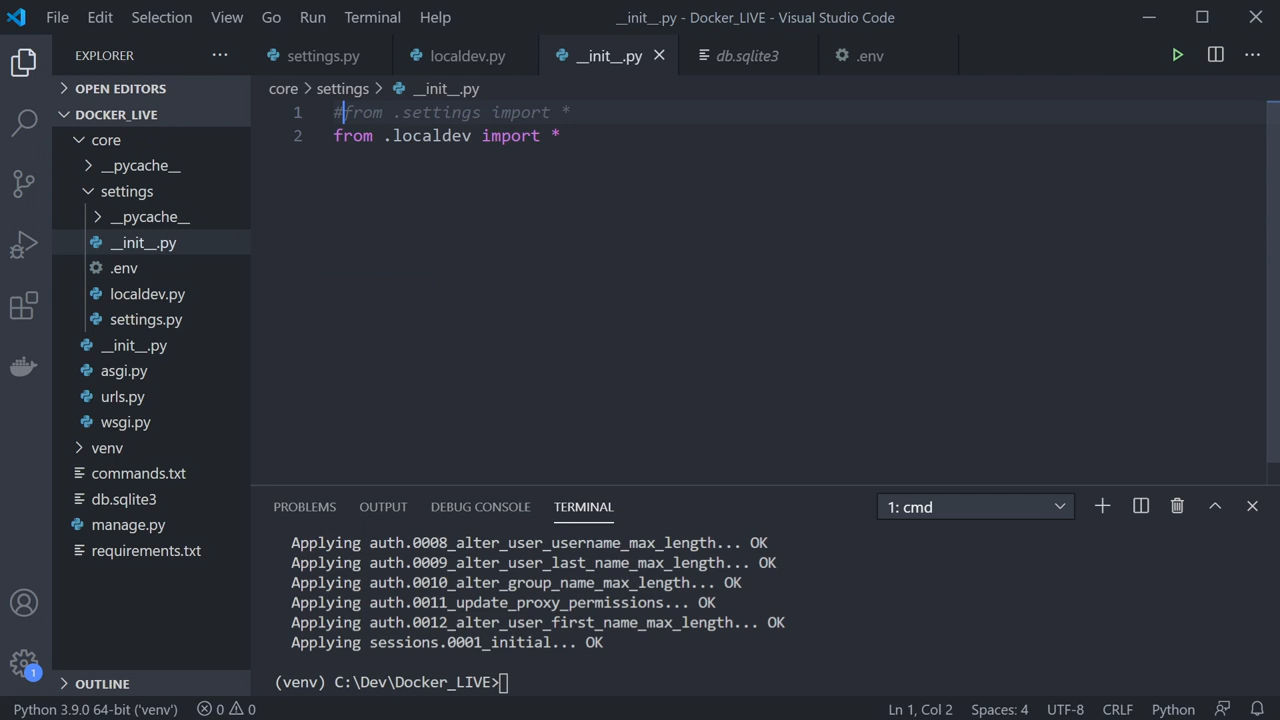 File Edit Selection View Go Run Terminal Help __init__.py - Docker_LIVE - Visual Studio Code
EXPLORER ...
settings.py localdev.py __init__.py db.sqlite3 .env
OPEN EDITORS
DOCKER_LIVE
core
__pycache__
settings
__pycache__
__init__.py
.env
localdev.py
settings.py
__init__.py
asgi.py
urls.py
wsgi.py
venv
commands.txt
db.sqlite3
manage.py
requirements.txt
OUTLINE
core > settings > __init__.py
1 #from .settings import *
2 from .localdev import *
PROBLEMS OUTPUT DEBUG CONSOLE TERMINAL 1: cmd
Applying auth.0008_alter_user_username_max_length... OK
Applying auth.0009_alter_user_last_name_max_length... OK
Applying auth.0010_alter_group_name_max_length... OK
Applying auth.0011_update_proxy_permissions... OK
Applying auth.0012_alter_user_first_name_max_length... OK
Applying sessions.0001_initial... OK
(venv) C:\Dev\Docker_LIVE>
1
Python 3.9.0 64-bit ('venv') 0 0 Ln 1, Col 2 Spaces: 4 UTF-8 CRLF Python